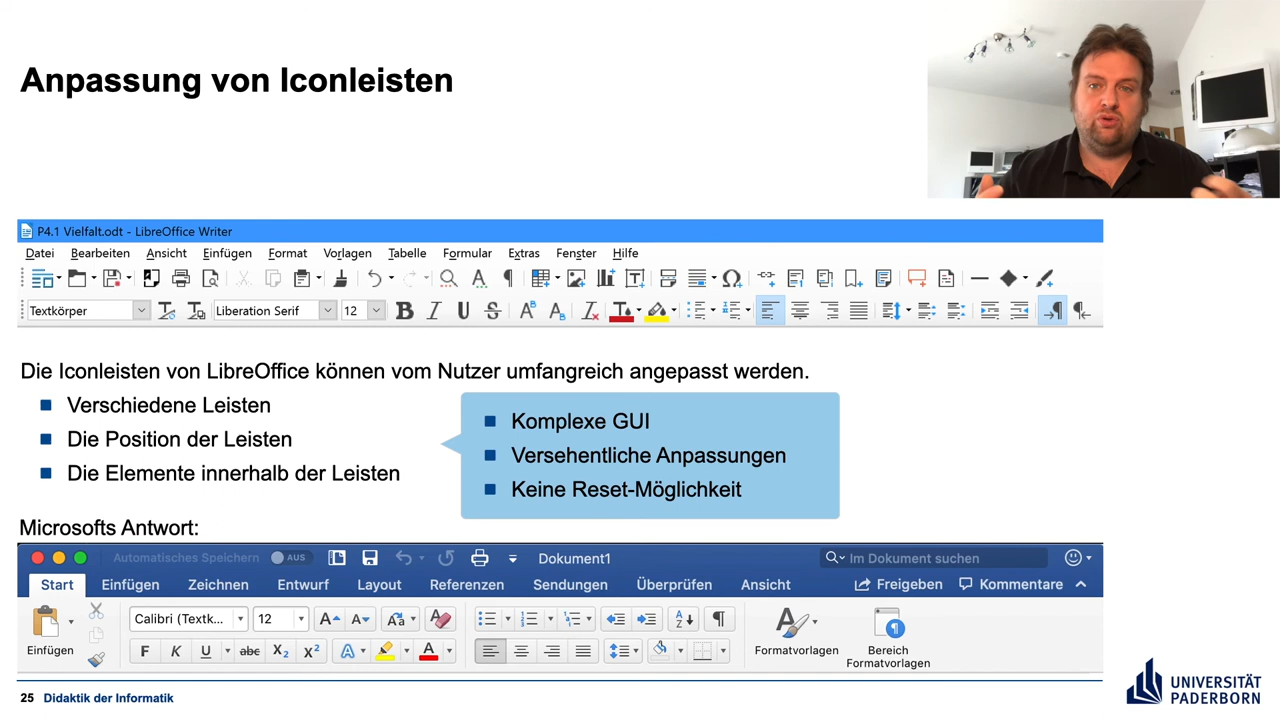 Anpassung von Iconleisten
P4.1 Vielfalt.odt - LibreOffice Writer
Datei Bearbeiten Ansicht Einfügen Format Vorlagen Tabelle Formular Extras Fenster Hilfe
Textkörper Liberation Serif 12 B I U S
Die Iconleisten von LibreOffice können vom Nutzer umfangreich angepasst werden.
Verschiedene Leisten
Die Position der Leisten
Die Elemente innerhalb der Leisten
Komplexe GUI
Versehentliche Anpassungen
Keine Reset-Möglichkeit
Microsofts Antwort:
Automatisches Speichern AUS Dokument1 Im Dokument suchen
Start Einfügen Zeichnen Entwurf Layout Referenzen Sendungen Überprüfen Ansicht Freigeben Kommentare
Calibri (Textk... 12
Einfügen F K U abc X₂ X² Formatvorlagen Bereich
Formatvorlagen
25 Didaktik der Informatik
UNIVERSITÄT
PADERBORN